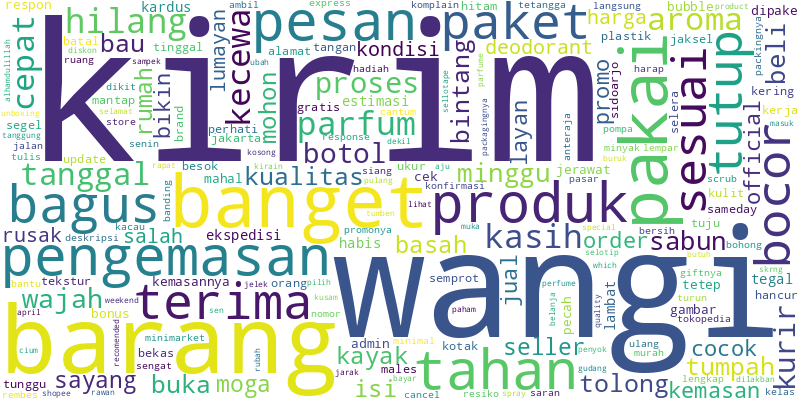 respon
express
komplain
tetangga
langsung
dipake
hilang
kardus
ambil
hitam
bubble
product
batal
tinggal
lumayan
pesan
paket
harga
aroma
diskon
bau
alamat
tangan
kondisi
deodorant
plastik
jaksel
packingnya
alhamdulillah
cepat
ruang
sampek
kirim
kecewa
ubah
hadiah
sellotape
parfume
promo
harap
beli
dikit
rumah
bikin
mohon
proses
bintang
sidoarjo
selera
kering
mantap
gratis
estimasi
cantum
packagingnya
layan
pakai
sesuai
tutup
unboxing
selamat
brand
perhati
parfum
anteraja
pompa
kerja
segel
store
response
dekil
minyak
lempar
masuk
tanggung
jalan
senin
jakarta
kosong
botol
buruk
official
bocor
tulis
update
rapas
besok
kirain
siang
ukur
aju
minggu
jerawat
scrub
tanggal
mahal
kualitas
pulang
cek
pasar
kulit
sameday
banding
tumben
lihat
konfirmasi
special
tuju
bagus
banget
produk
kacau
promonya
muka
bersih
bohong
rusak
deskripsi
salah
ekspedisi
habis
basah
kasih
order
sabun
pengemasan
kemasannya
orang
pilih
semprot
jual
selotip
which
butuh
skrng
bantu
tekstur
perfume
giftnya
tetep
tegal
wajah
bonus
terima
kusam
wangi
lambat
pecah
quality
turun
hancur
april
weekend
jelek
sen
nomor
paham
belanja
gambar
tokopedia
kurir
barang
recomended
minimarket
admin
minimal
kotak
ulang
murah
cium
bekas
rubah
kayak
seller
penyok
cocok
tunggu
sayang
sengat
jarak
males
tahan
gudang
tumpah
buka
moga
isi
bayar
resiko
tolong
lengkap
dilakban
rembes
shopee
rawan
cancel
spray
saran
kemasan
kelas